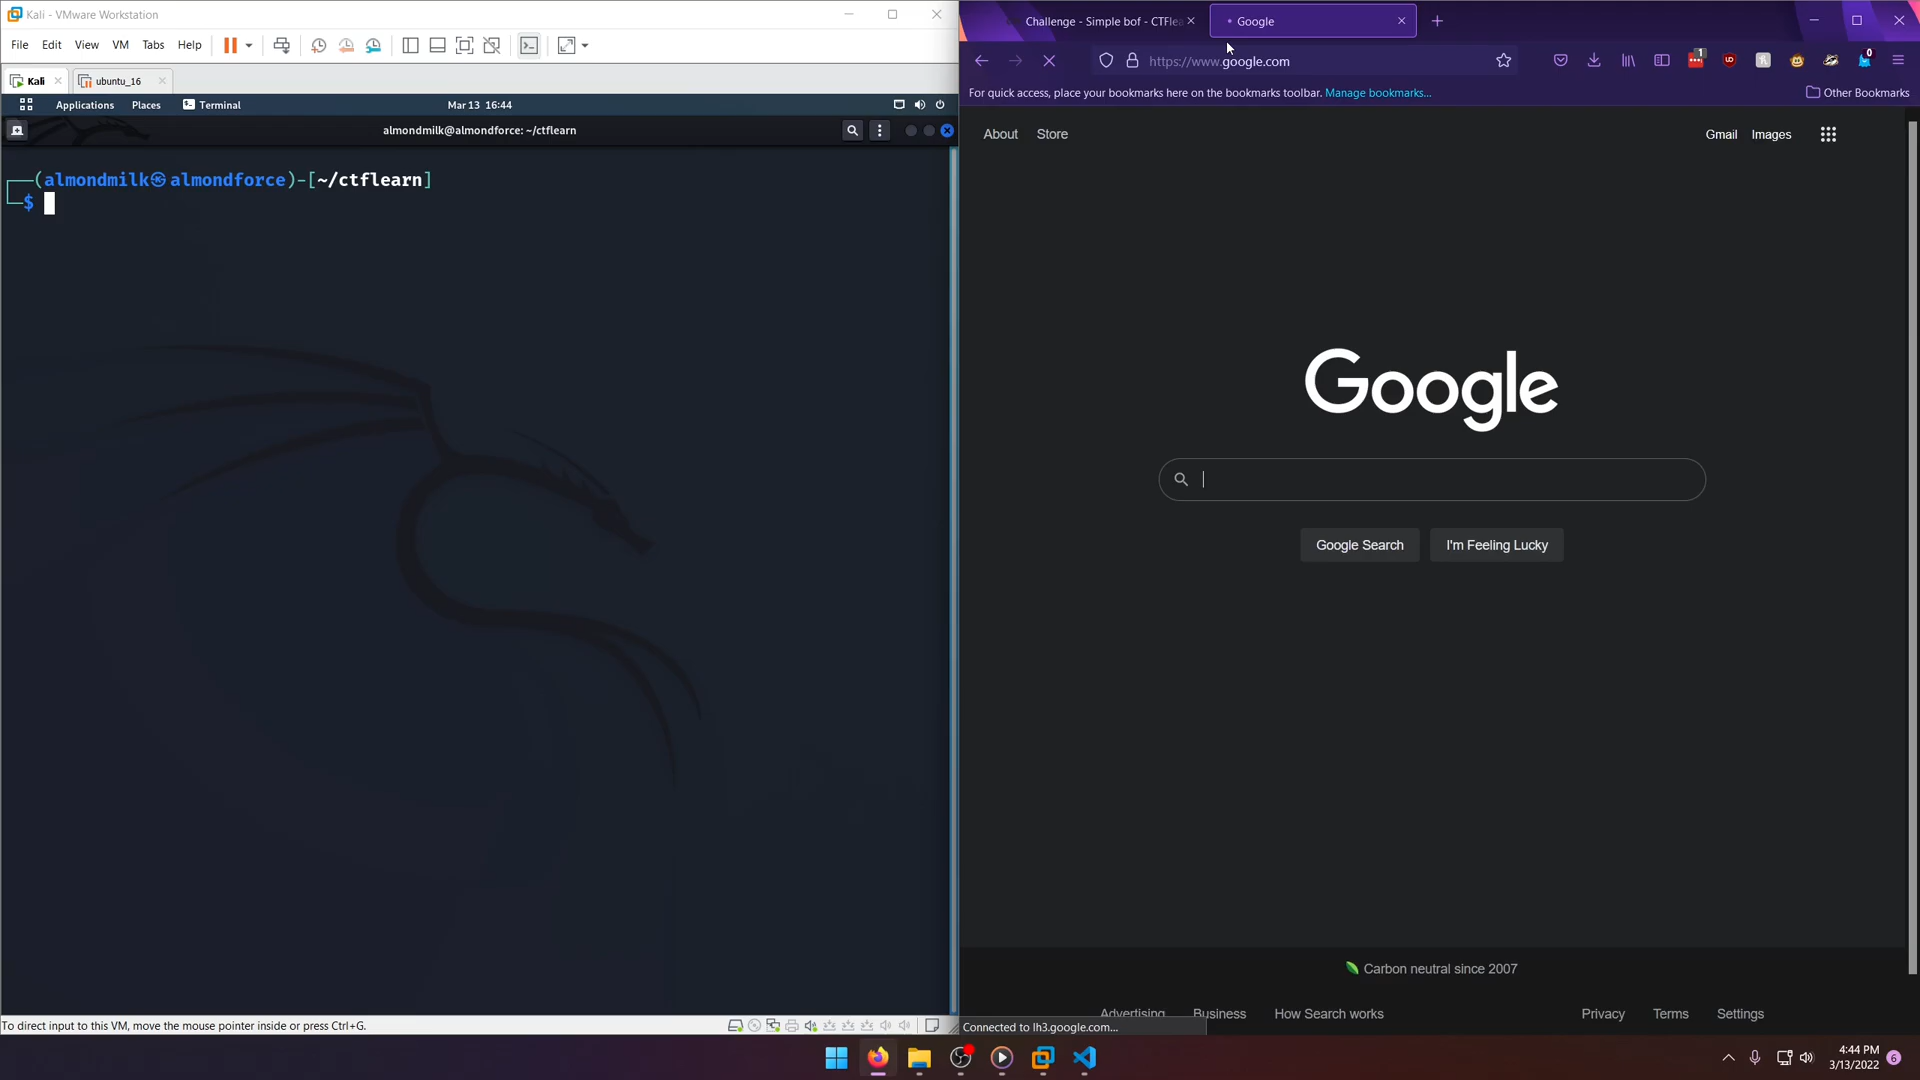 Kali - VMware Workstation
File Edit View VM Tabs Help
Kali ubuntu_16
Applications Places Terminal Mar 13 16:44
almondmilk@almondforce: ~/ctflearn
(almondmilk㉿almondforce)-[~/ctflearn]
$
To direct input to this VM, move the mouse pointer inside or press Ctrl+G.
Challenge - Simple bof - CTFlea Google
https://www.google.com
1
0
For quick access, place your bookmarks here on the bookmarks toolbar. Manage bookmarks... Other Bookmarks
About Store Gmail Images
Google
Google Search I'm Feeling Lucky
Carbon neutral since 2007
Advertising Business How Search works Privacy Terms Settings
Connected to lh3.google.com...
4:44 PM
3/13/2022
6